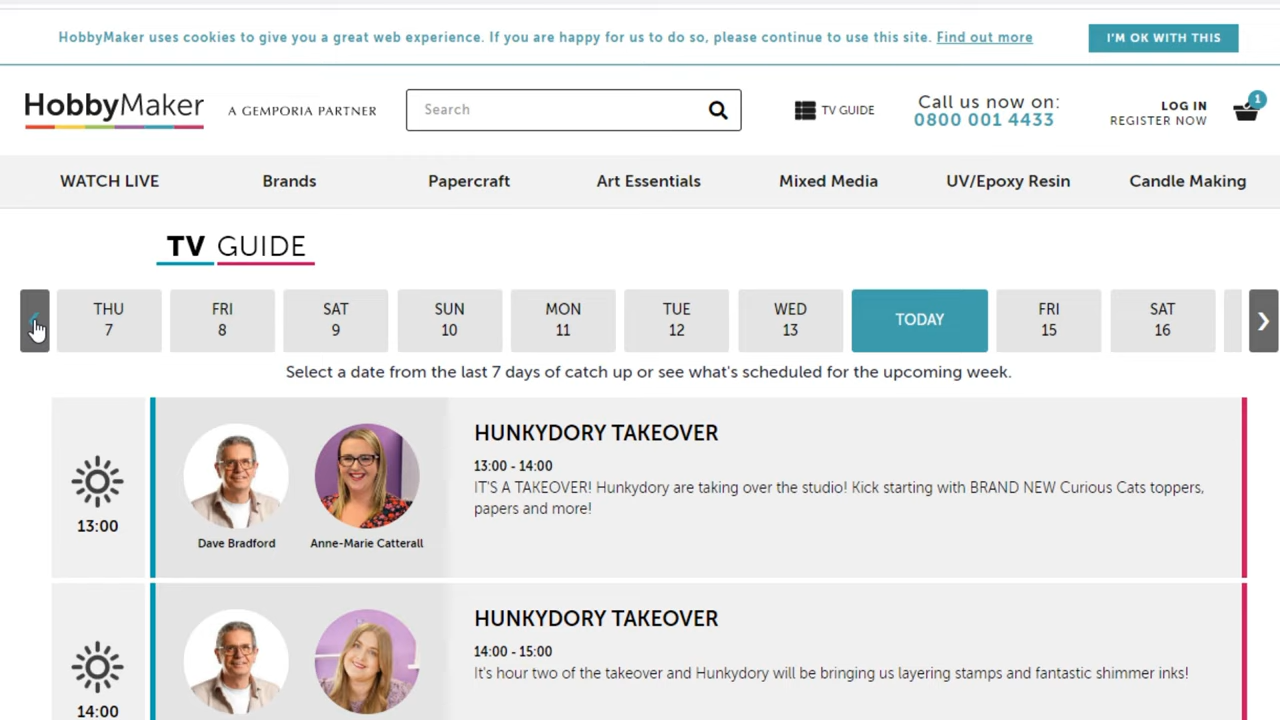 HobbyMaker uses cookies to give you a great web experience. If you are happy for us to do so, please continue to use this site. Find out more
I'M OK WITH THIS
HobbyMaker
A GEMPORIA PARTNER
Search
TV GUIDE
Call us now on:
0800 001 4433
LOG IN
REGISTER NOW
1
WATCH LIVE Brands Papercraft Art Essentials Mixed Media UV/Epoxy Resin Candle Making
TV GUIDE
THU FRI SAT SUN MON TUE WED TODAY FRI SAT
7 8 9 10 11 12 13 15 16
Select a date from the last 7 days of catch up or see what's scheduled for the upcoming week.
13:00
Dave Bradford
Anne-Marie Catterall
HUNKYDORY TAKEOVER
13:00 - 14:00
IT'S A TAKEOVER! Hunkydory are taking over the studio! Kick starting with BRAND NEW Curious Cats toppers,
papers and more!
14:00
HUNKYDORY TAKEOVER
14:00 - 15:00
It's hour two of the takeover and Hunkydory will be bringing us layering stamps and fantastic shimmer inks!